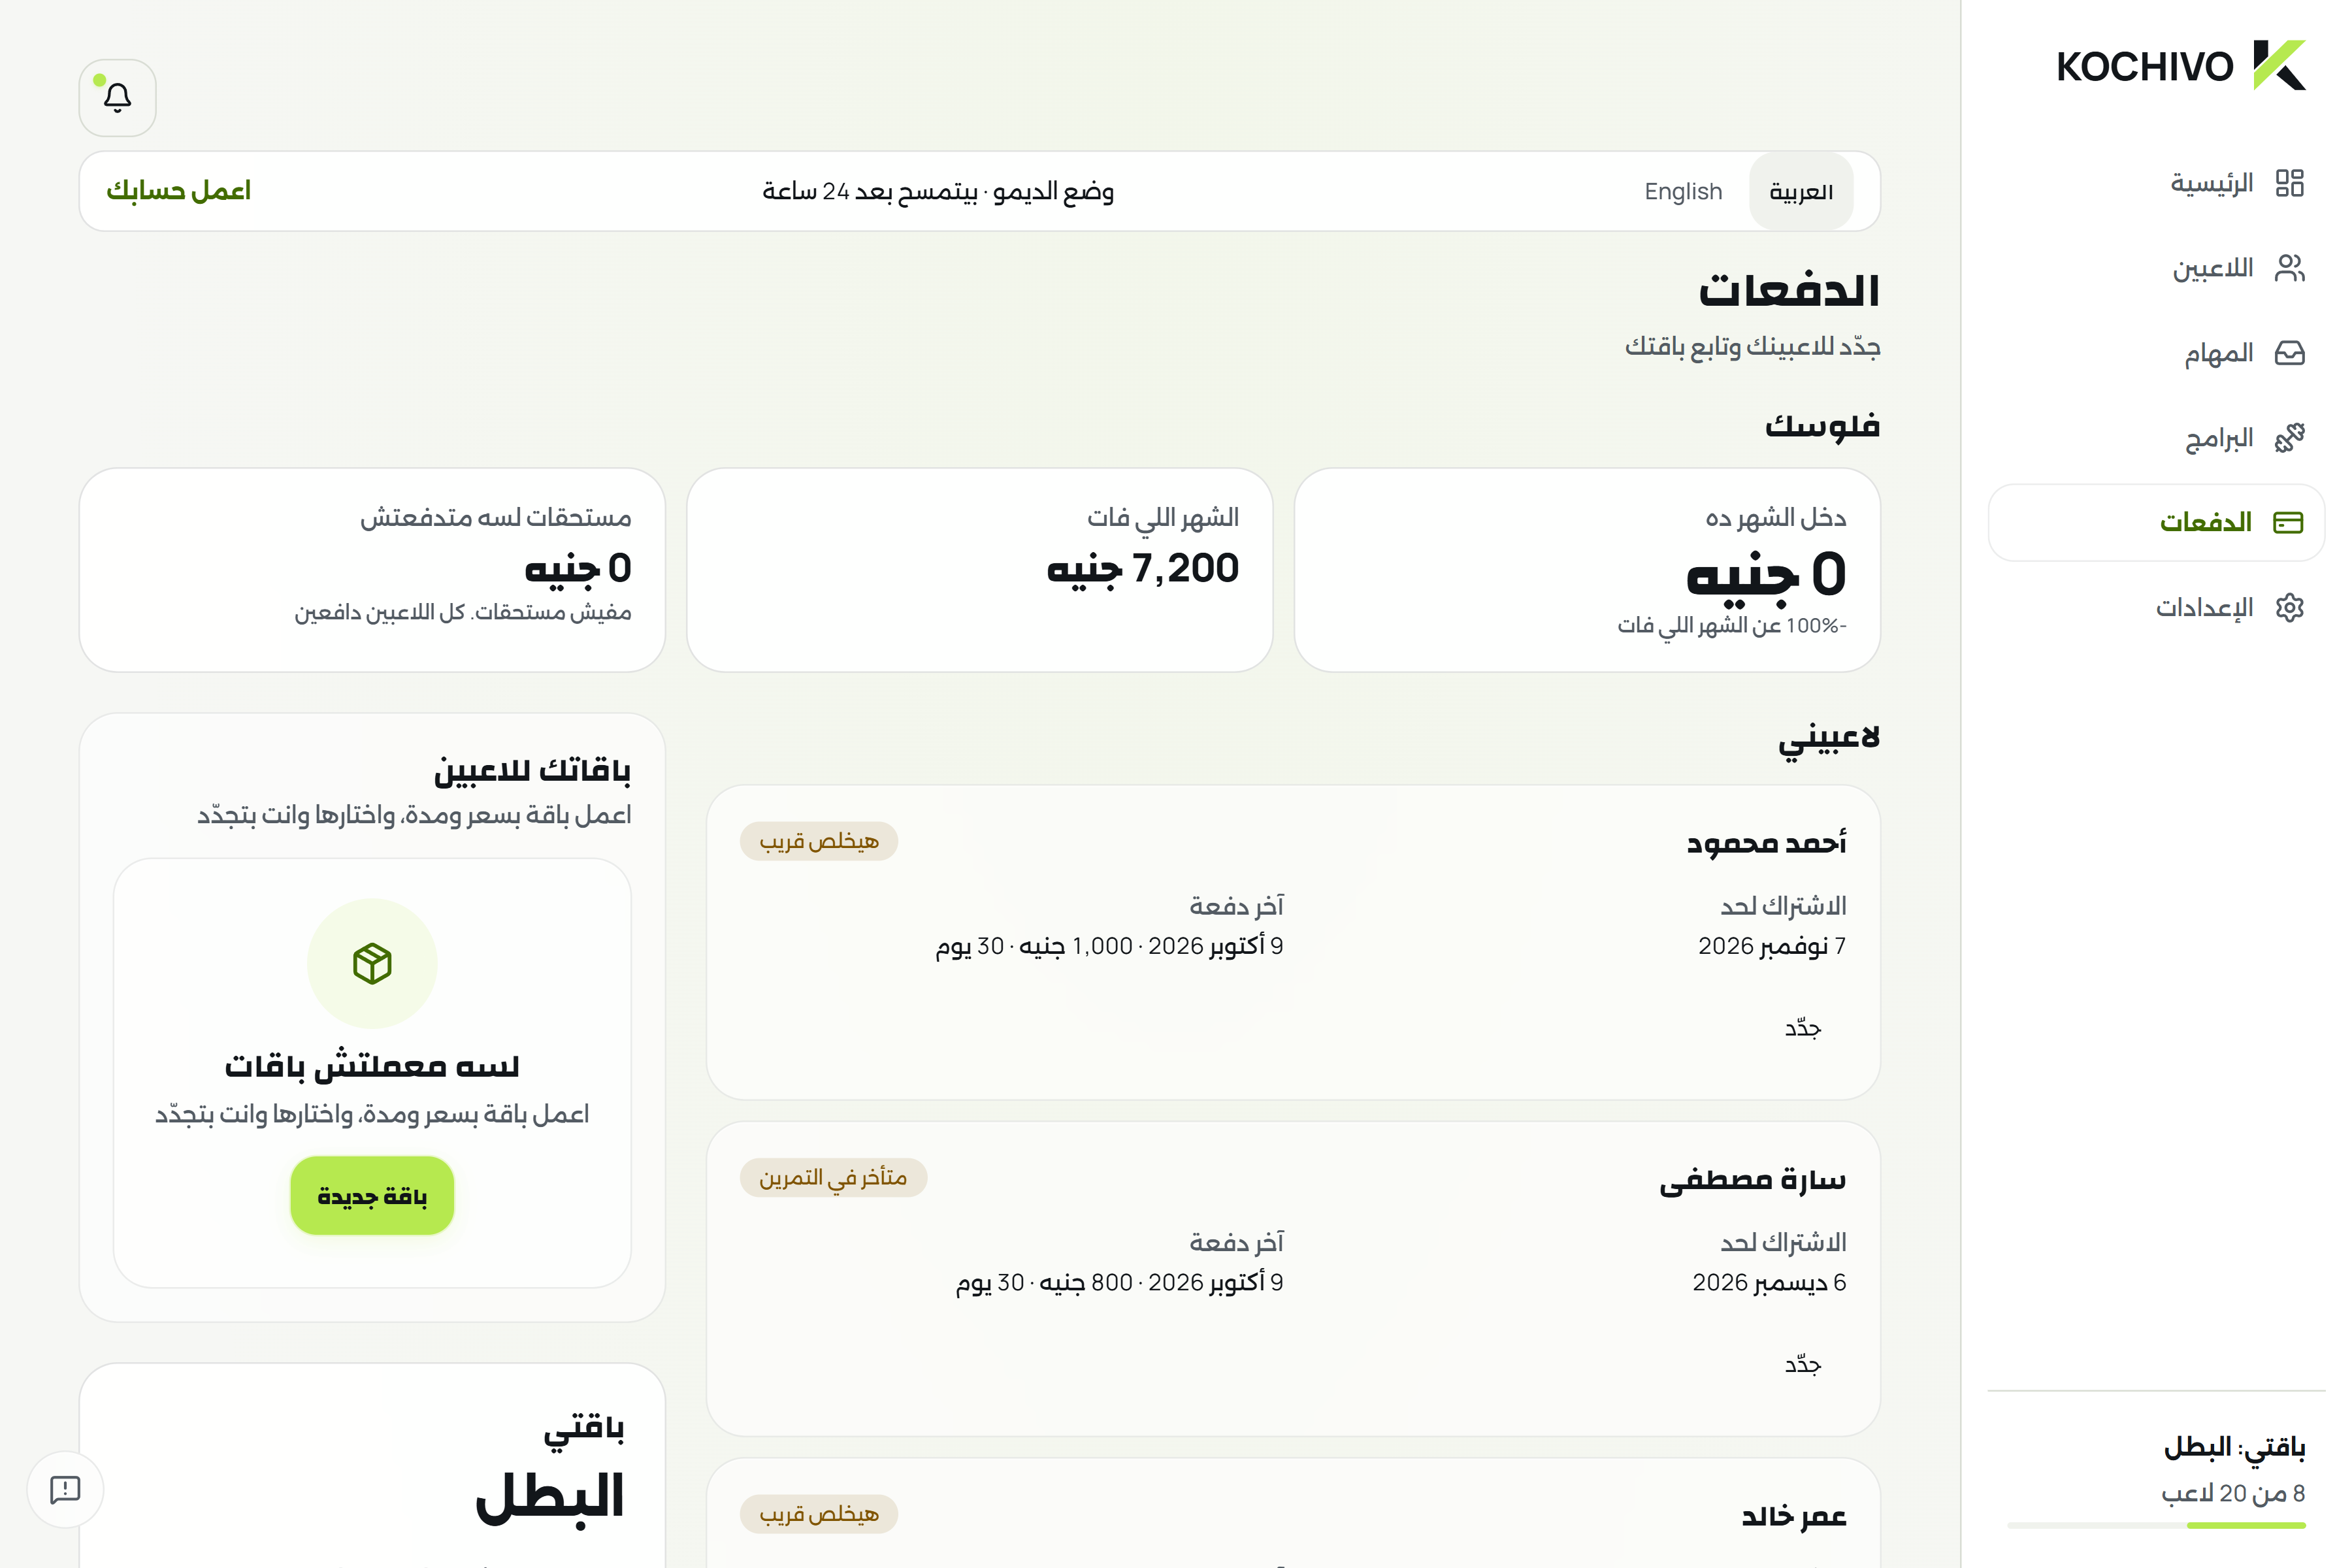 KOCHIVO
الرئيسية
اللاعبين
المهام
البرامج
الدفعات
الإعدادات
باقتي: البطل
8 من 20 لاعب
العربية
English
وضع الديمو · بيتمسح بعد 24 ساعة
اعمل حسابك
الدفعات
جدّد للاعبينك وتابع باقتك
فلوسك
دخل الشهر ده
0 جنيه
-100% عن الشهر اللي فات
الشهر اللي فات
7,200 جنيه
مستحقات لسه متدفعتش
0 جنيه
مفيش مستحقات. كل اللاعبين دافعين
لاعبيني
أحمد محمود
هيخلص قريب
الاشتراك لحد
7 نوفمبر 2026
آخر دفعة
9 أكتوبر 2026 · 1,000 جنيه · 30 يوم
جدّد
سارة مصطفى
متأخر في التمرين
الاشتراك لحد
6 ديسمبر 2026
آخر دفعة
9 أكتوبر 2026 · 800 جنيه · 30 يوم
جدّد
عمر خالد
هيخلص قريب
باقاتك للاعبين
اعمل باقة بسعر ومدة، واختارها وانت بتجدّد
لسه معملتش باقات
اعمل باقة بسعر ومدة، واختارها وانت بتجدّد
باقة جديدة
باقتي
البطل